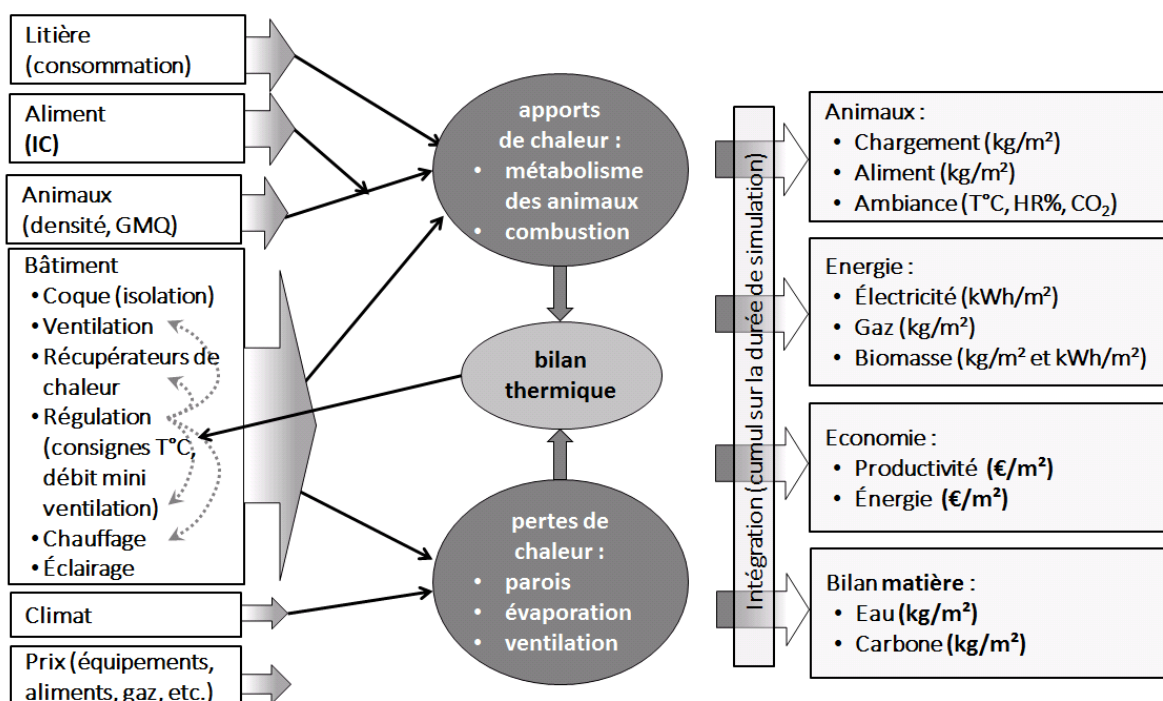 Litière
(consommation)
Aliment
(IC)
Animaux
(densité, GMQ)
Bâtiment
• Coque (isolation)
• Ventilation
• Récupérateurs de
chaleur
• Régulation
(consignes T°C,
débit mini
ventilation)
• Chauffage
• Éclairage
Climat
Prix (équipements,
aliments, gaz, etc.)
apports
de chaleur :
• métabolisme
des animaux
• combustion
bilan
thermique
pertes de
chaleur :
• parois
• évaporation
• ventilation
Intégration (cumul sur la durée de simulation)
Animaux :
• Chargement (kg/m²)
• Aliment (kg/m²)
• Ambiance (T°C, HR%, CO₂)
Energie :
• Électricité (kWh/m²)
• Gaz (kg/m²)
• Biomasse (kg/m² et kWh/m²)
Economie :
• Productivité (€/m²)
• Énergie (€/m²)
Bilan matière :
• Eau (kg/m²)
• Carbone (kg/m²)